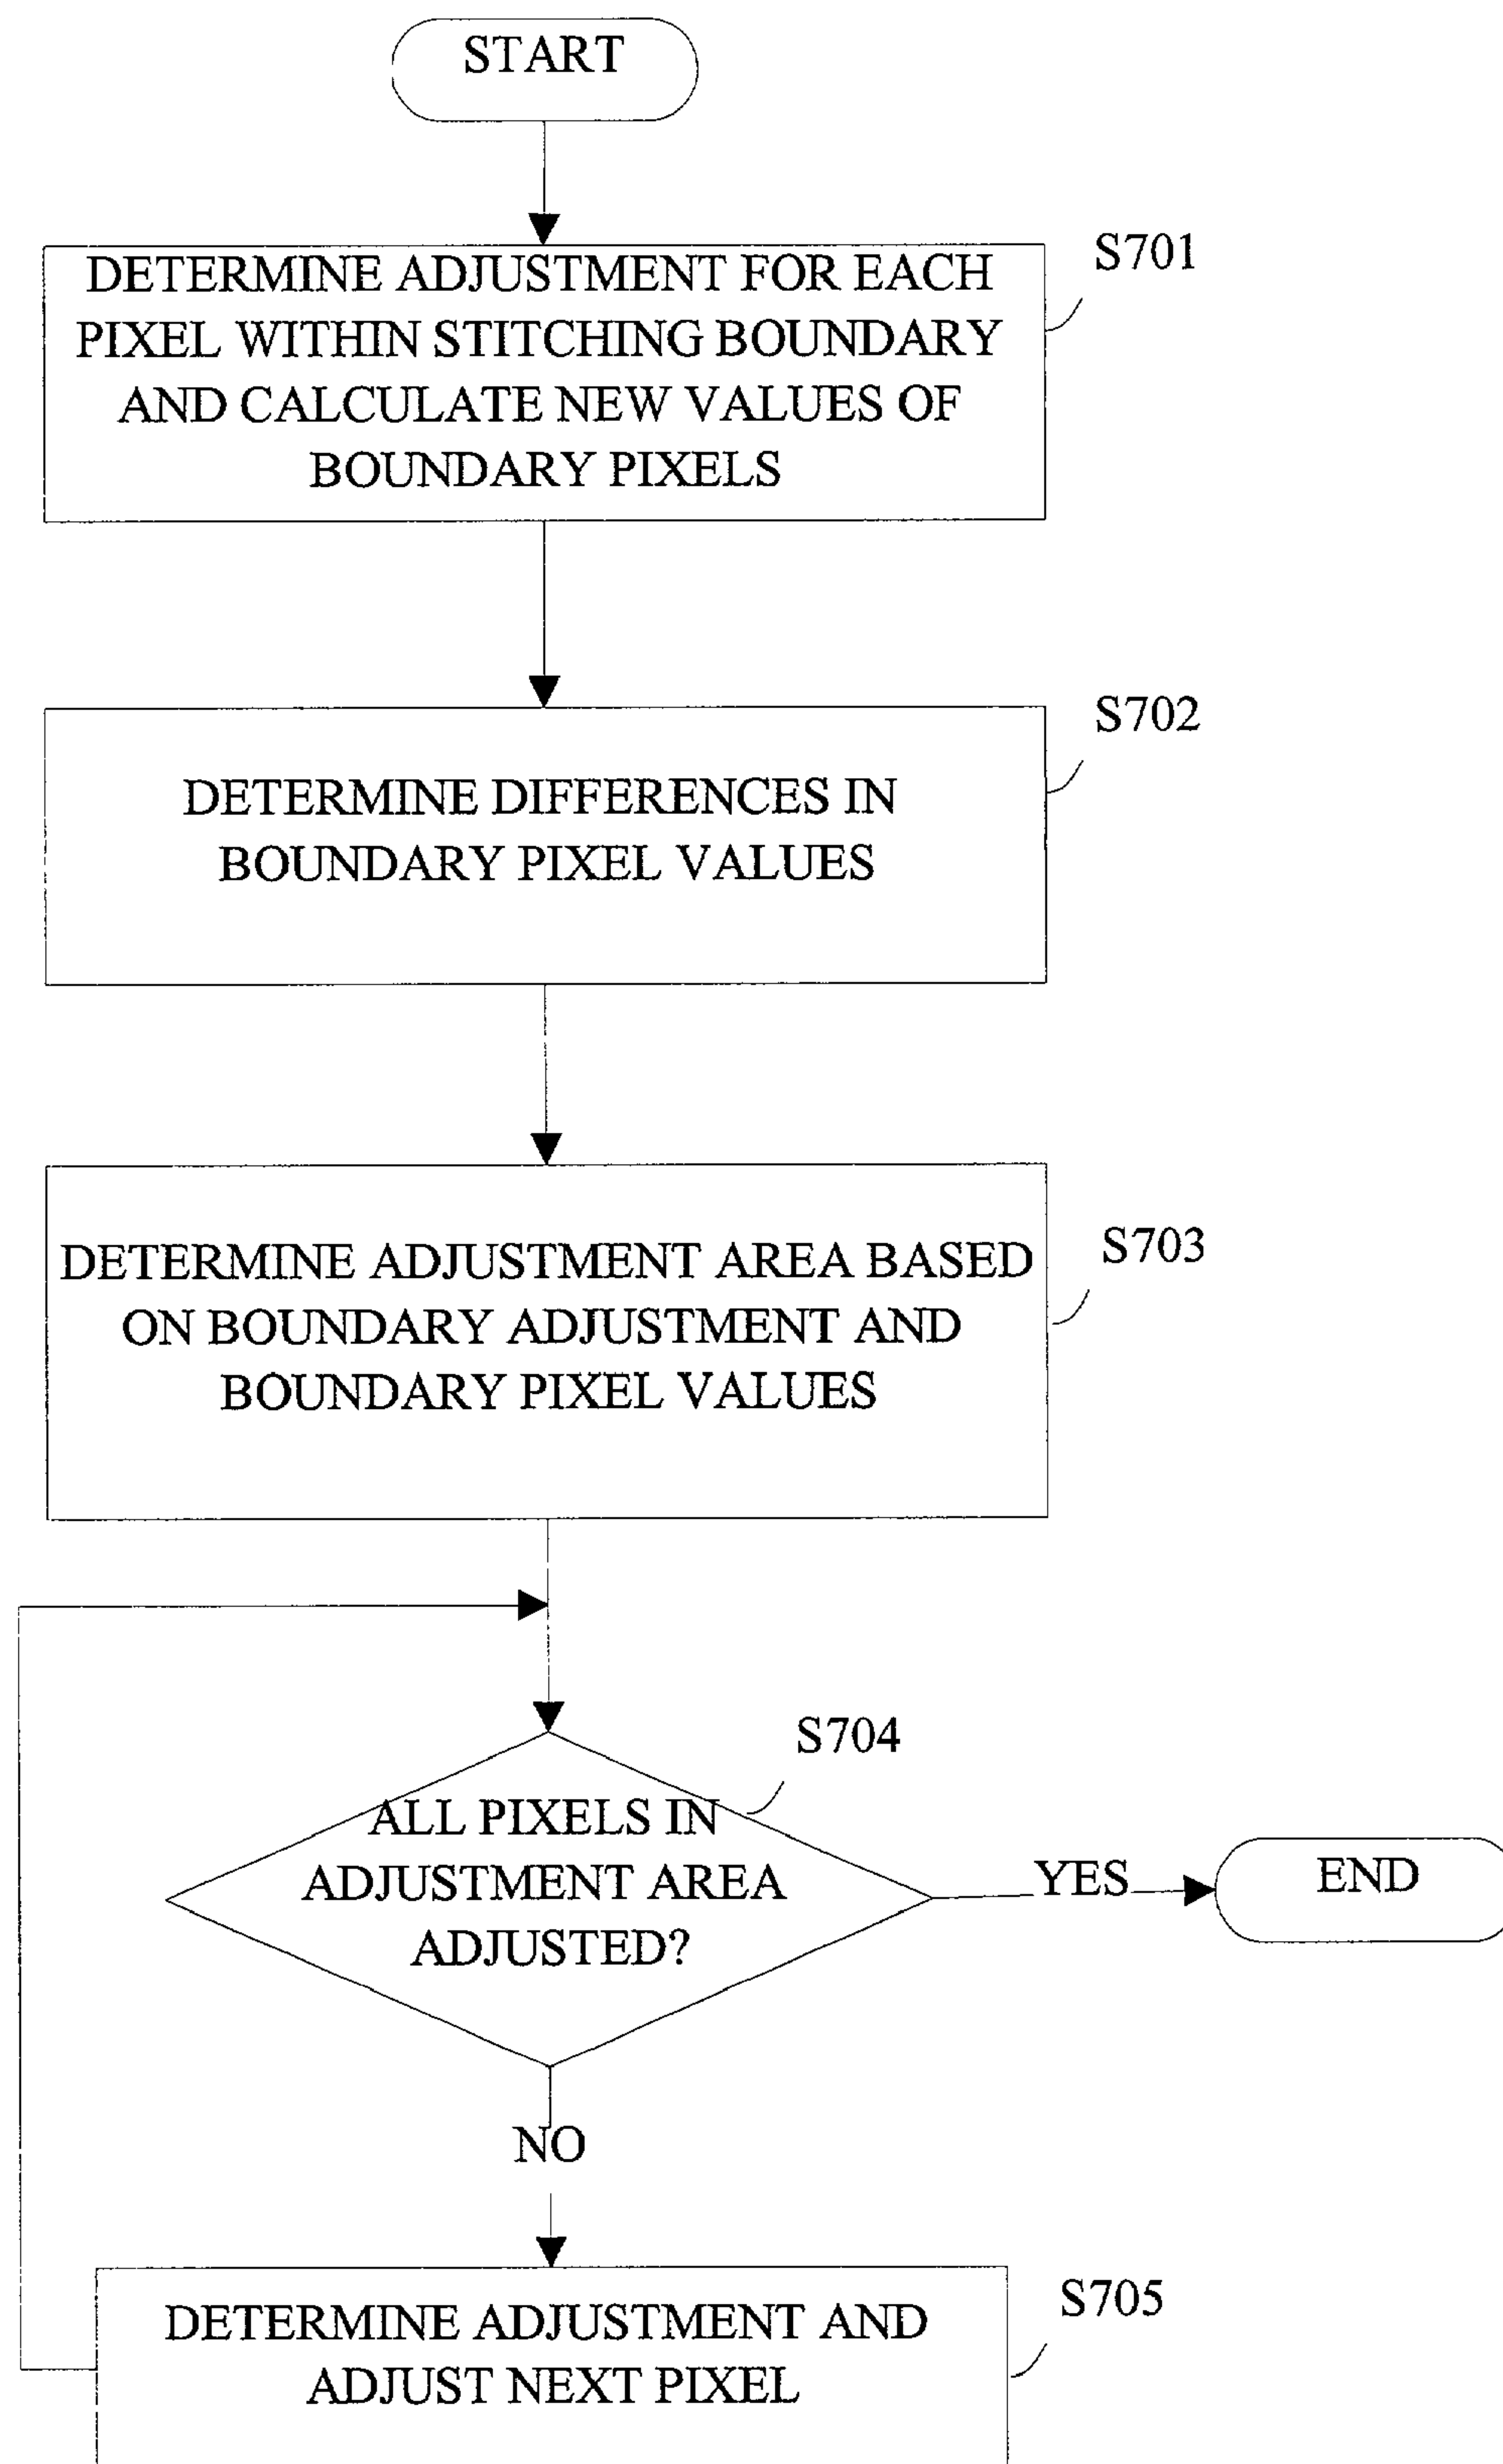 START
S701
DETERMINE ADJUSTMENT FOR EACH
PIXEL WITHIN STITCHING BOUNDARY
AND CALCULATE NEW VALUES OF
BOUNDARY PIXELS
S702
DETERMINE DIFFERENCES IN
BOUNDARY PIXEL VALUES
S703
DETERMINE ADJUSTMENT AREA BASED
ON BOUNDARY ADJUSTMENT AND
BOUNDARY PIXEL VALUES
S704
ALL PIXELS IN
ADJUSTMENT AREA
ADJUSTED?
YES
END
NO
S705
DETERMINE ADJUSTMENT AND
ADJUST NEXT PIXEL